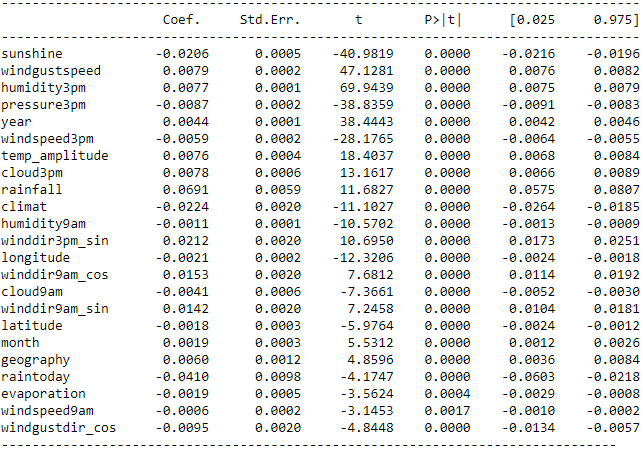 Coef. Std.Err. t P>|t| [0.025 0.975]
sunshine -0.0206 0.0005 -40.9819 0.0000 -0.0216 -0.0196
windgustspeed 0.0079 0.0002 47.1281 0.0000 0.0076 0.0082
humidity3pm 0.0077 0.0001 69.9439 0.0000 0.0075 0.0079
pressure3pm -0.0087 0.0002 -38.8359 0.0000 -0.0091 -0.0083
year 0.0044 0.0001 38.4443 0.0000 0.0042 0.0046
windspeed3pm -0.0059 0.0002 -28.1765 0.0000 -0.0064 -0.0055
temp_amplitude 0.0076 0.0004 18.4037 0.0000 0.0068 0.0084
cloud3pm 0.0078 0.0006 13.1617 0.0000 0.0066 0.0089
rainfall 0.0691 0.0059 11.6827 0.0000 0.0575 0.0807
climat -0.0224 0.0020 -11.1027 0.0000 -0.0264 -0.0185
humidity9am -0.0011 0.0001 -10.5702 0.0000 -0.0013 -0.0009
winddir3pm_sin 0.0212 0.0020 10.6950 0.0000 0.0173 0.0251
longitude -0.0021 0.0002 -12.3206 0.0000 -0.0024 -0.0018
winddir9am_cos 0.0153 0.0020 7.6812 0.0000 0.0114 0.0192
cloud9am -0.0041 0.0006 -7.3661 0.0000 -0.0052 -0.0030
winddir9am_sin 0.0142 0.0020 7.2458 0.0000 0.0104 0.0181
latitude -0.0018 0.0003 -5.9764 0.0000 -0.0024 -0.0012
month 0.0019 0.0003 5.5312 0.0000 0.0012 0.0026
geography 0.0060 0.0012 4.8596 0.0000 0.0036 0.0084
raintoday -0.0410 0.0098 -4.1747 0.0000 -0.0603 -0.0218
evaporation -0.0019 0.0005 -3.5624 0.0004 -0.0029 -0.0008
windspeed9am -0.0006 0.0002 -3.1453 0.0017 -0.0010 -0.0002
windgustdir_cos -0.0095 0.0020 -4.8448 0.0000 -0.0134 -0.0057